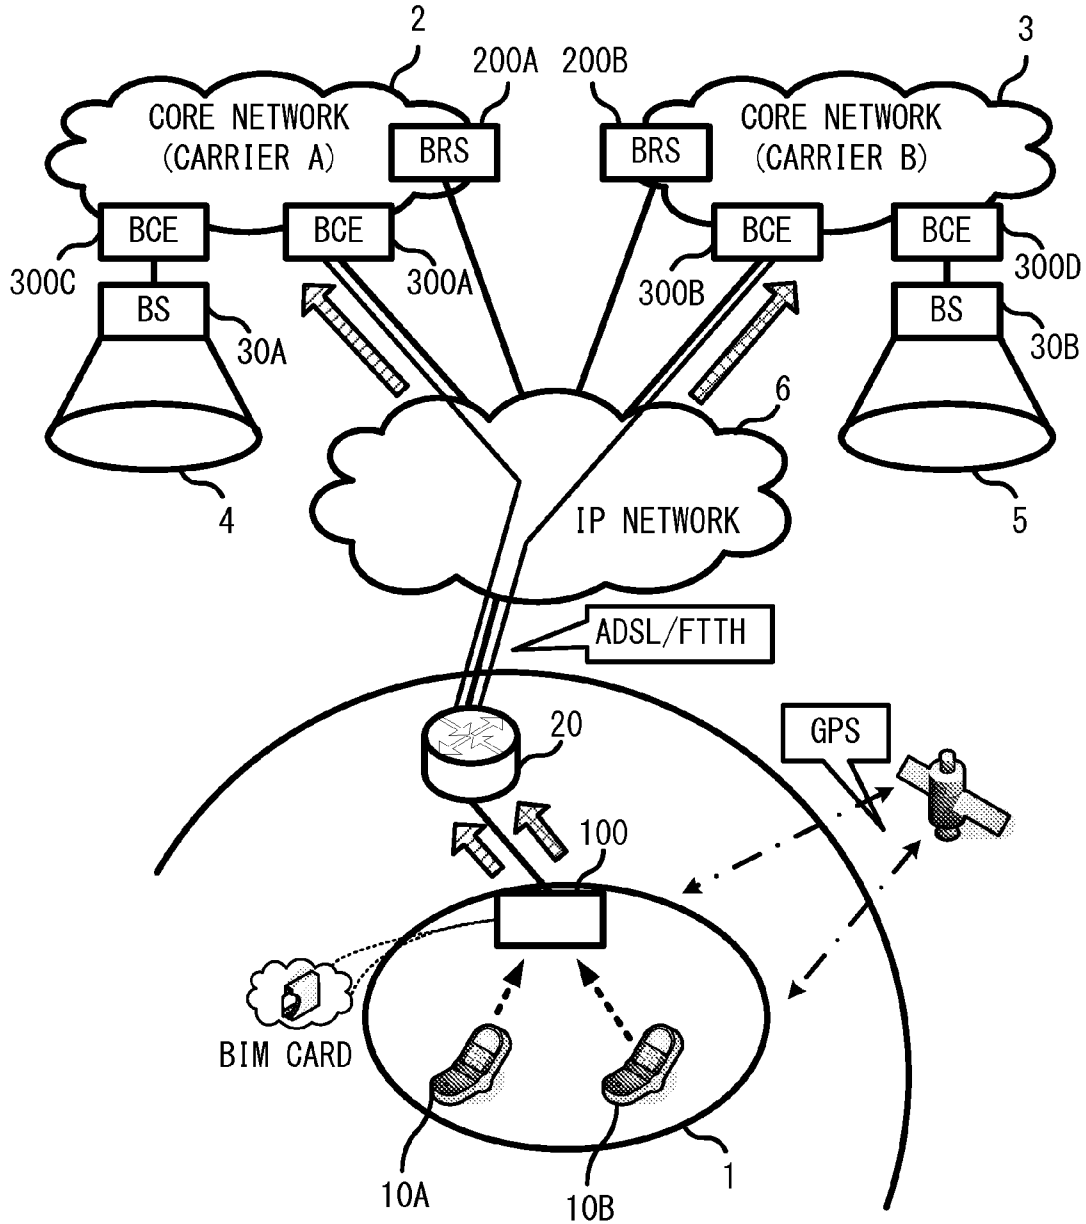 2
3
200A
200B
CORE NETWORK
(CARRIER A)
BRS
BRS
CORE NETWORK
(CARRIER B)
BCE
BCE
BCE
BCE
300C
300A
300B
300D
BS
30A
BS
30B
6
4
5
IP NETWORK
ADSL/FTTH
20
GPS
100
BIM CARD
10A
10B
1